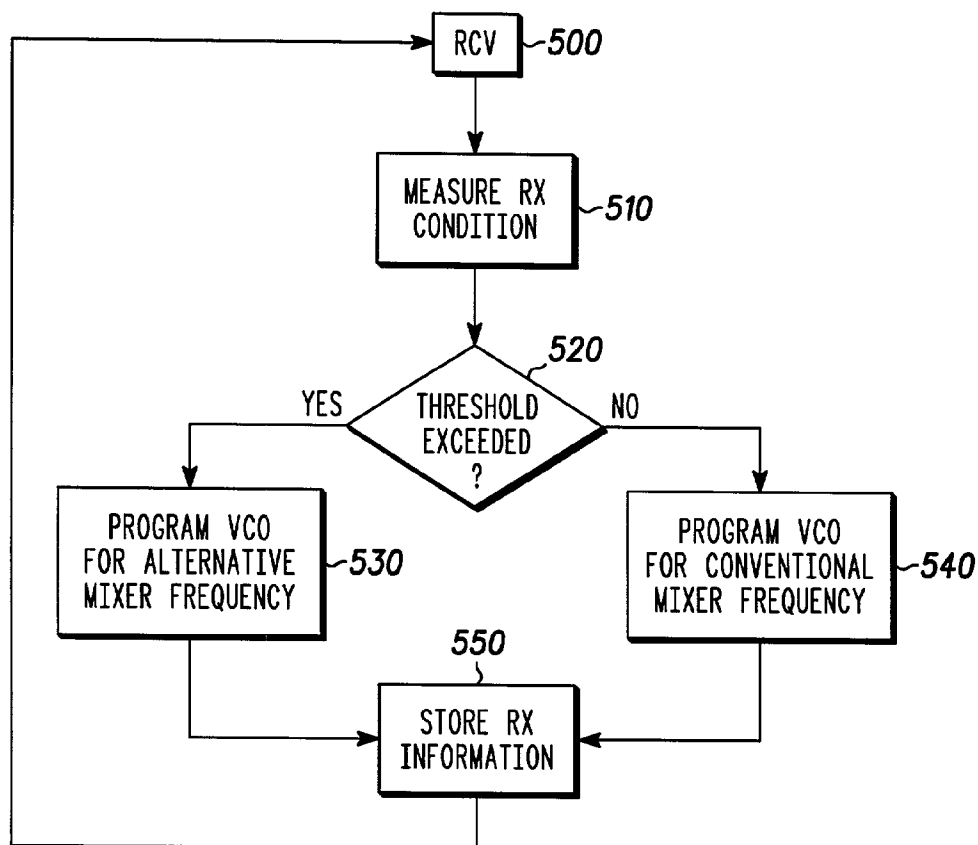 RCV
500
MEASURE RX
CONDITION
510
520
YES
THRESHOLD
EXCEEDED
?
NO
PROGRAM VCO
FOR ALTERNATIVE
MIXER FREQUENCY
530
PROGRAM VCO
FOR CONVENTIONAL
MIXER FREQUENCY
540
550
STORE RX
INFORMATION